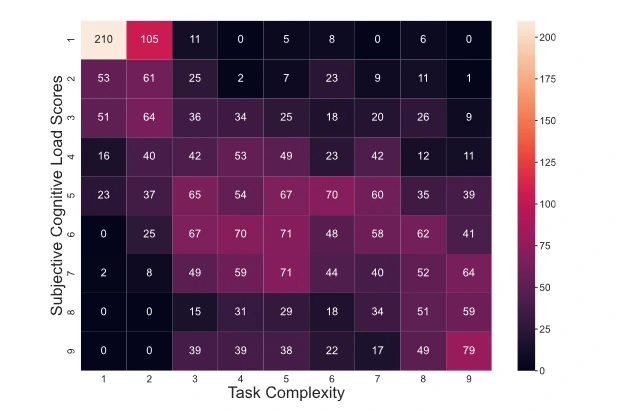 1 210 105 11 0 5 8 0 6 0
2 53 61 25 2 7 23 9 11 1
3 51 64 36 34 25 18 20 26 9
4 16 40 42 53 49 23 42 12 11
5 23 37 65 54 67 70 60 35 39
6 0 25 67 70 71 48 58 62 41
7 2 8 49 59 71 44 40 52 64
8 0 0 15 31 29 18 34 51 59
9 0 0 39 39 38 22 17 49 79
1 2 3 4 5 6 7 8 9
Task Complexity
Subjective Cognitive Load Scores
200
175
150
125
100
75
50
25
0